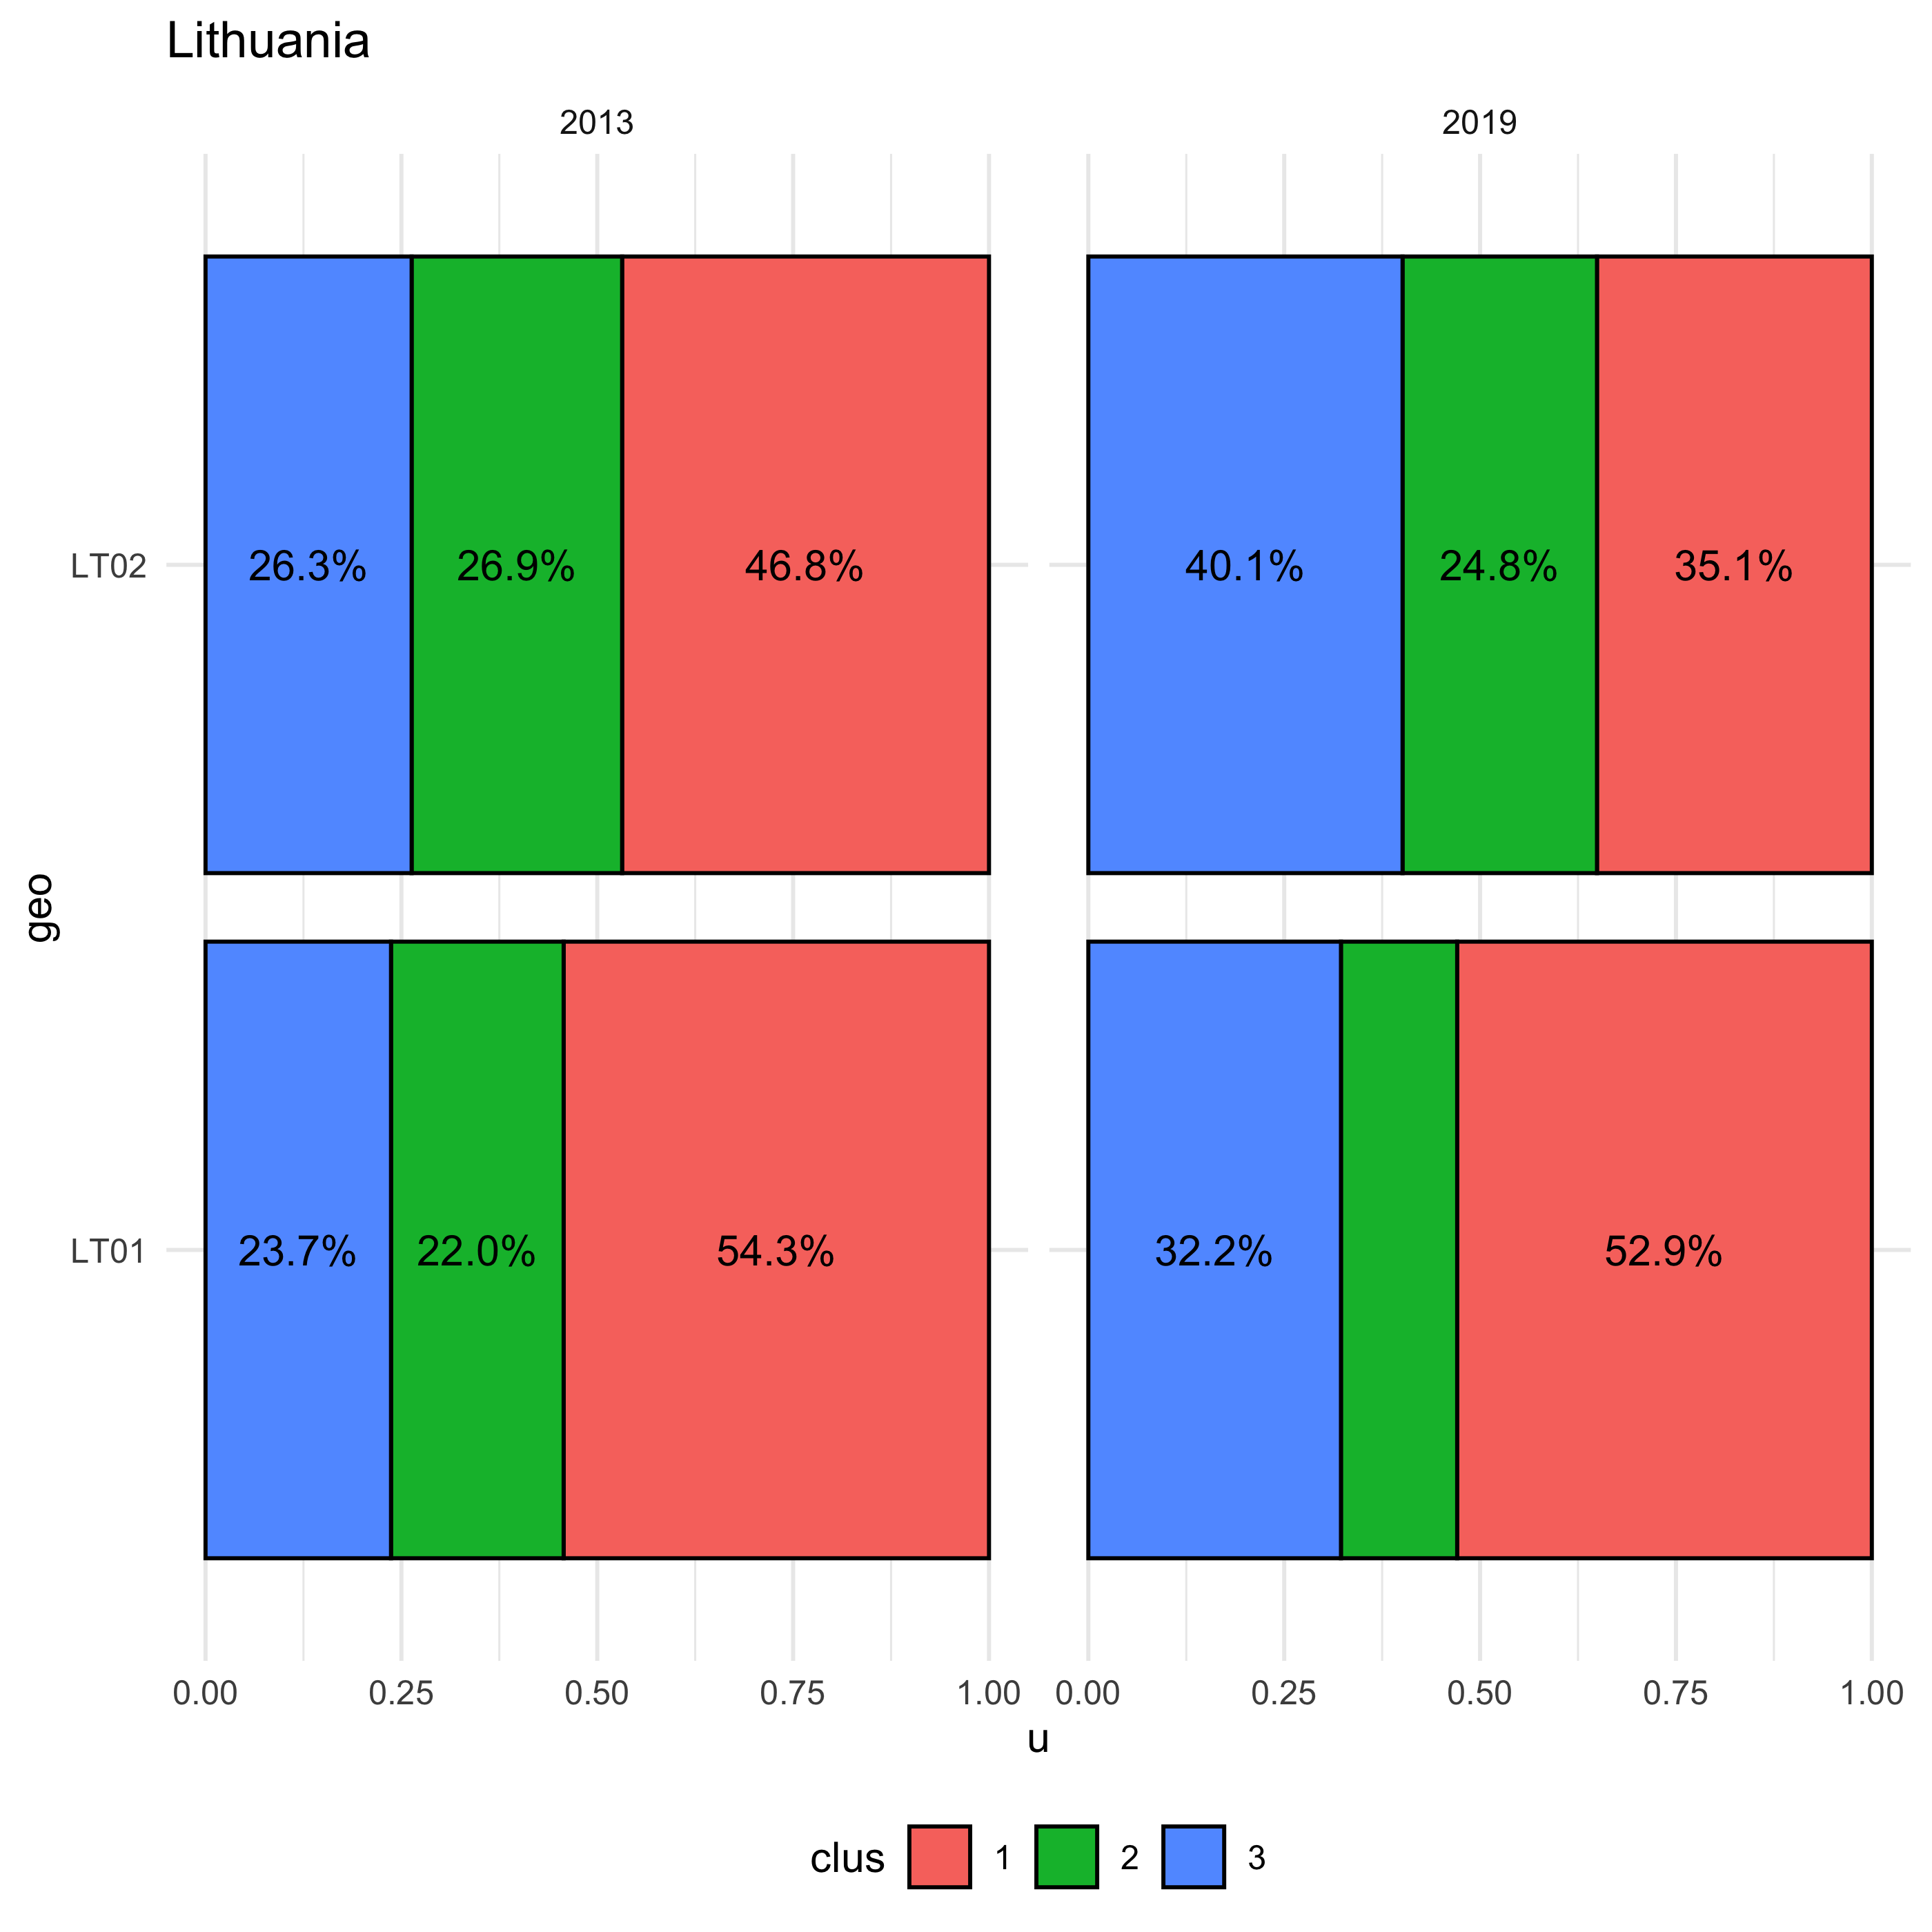 Lithuania
2013 2019
LT02 26.3% 26.9% 46.8% 40.1% 24.8% 35.1%
geo
LT01 23.7% 22.0% 54.3% 32.2% 52.9%
0.00 0.25 0.50 0.75 1.00 0.00 0.25 0.50 0.75 1.00
u
clus 1 2 3